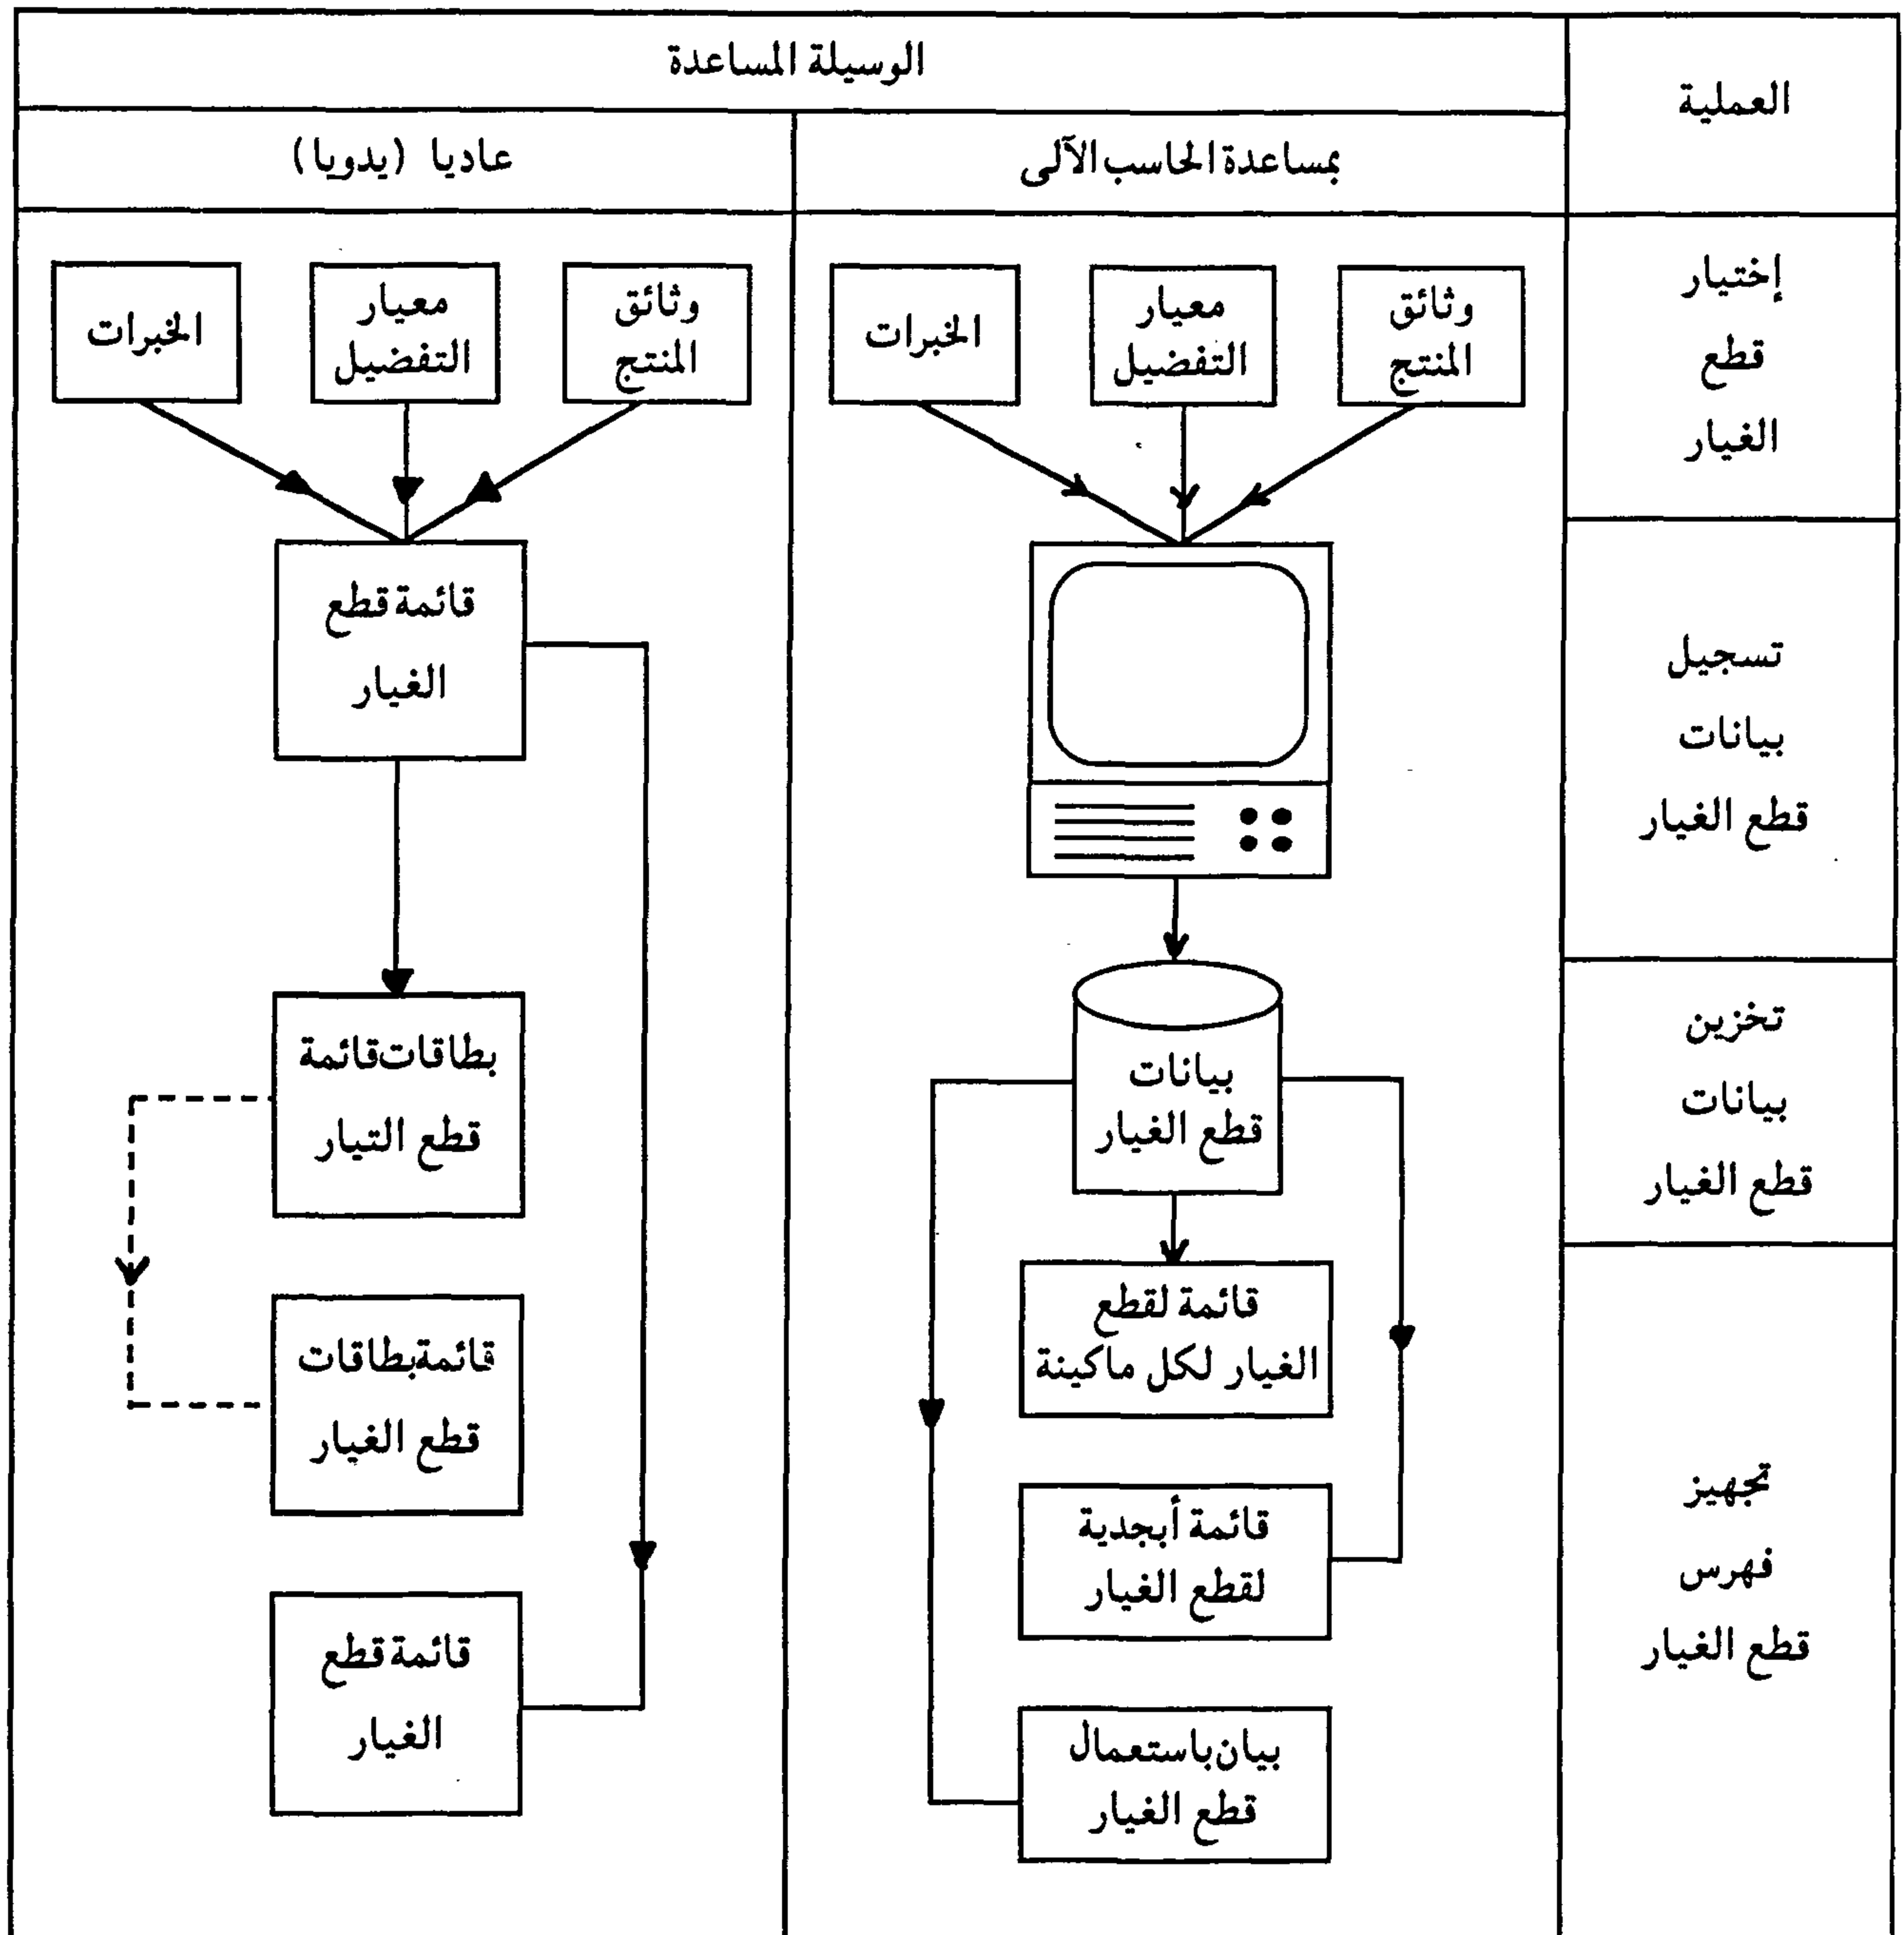 العملية
الوسيلة المساعدة
بمساعدة الحاسب الآلى
عاديا (يدويا)
إختيار
قطع
الغيار
وثائق
المنتج
معيار
التفضيل
الخبرات
وثائق
المنتج
معيار
التفضيل
الخبرات
تسجيل
بيانات
قطع الغيار
قائمة قطع
الغيار
تخزين
بيانات
قطع الغيار
بيانات
قطع الغيار
بطاقات قائمة
قطع التيار
تجهيز
فهرس
قطع الغيار
قائمة لقطع
الغيار لكل ماكينة
قائمة أبجدية
لقطع الغيار
بيان باستعمال
قطع الغيار
قائمة بطاقات
قطع الغيار
قائمة قطع
الغيار